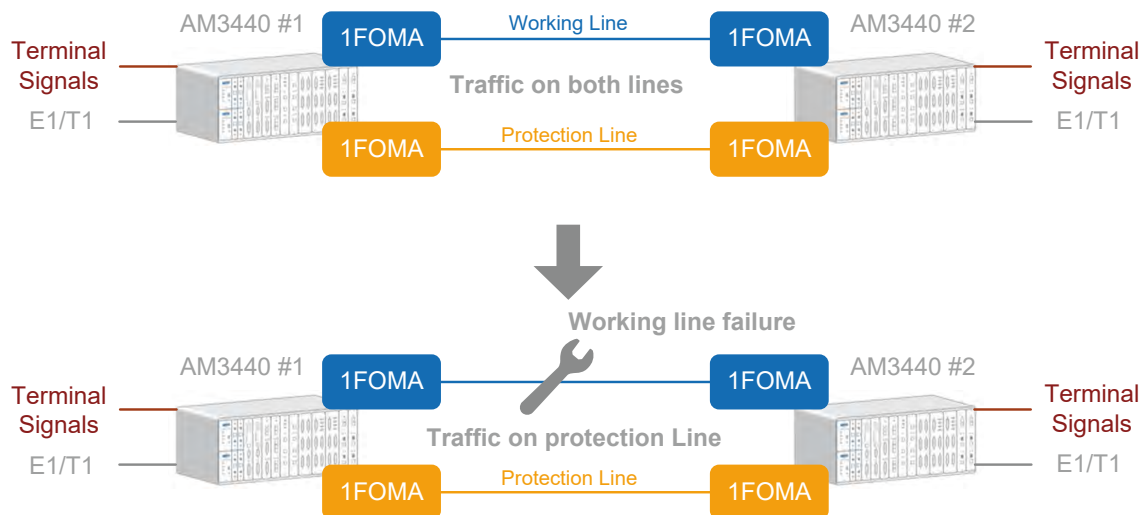 AM3440 #1
1FOMA
Working Line
1FOMA
AM3440 #2
Terminal
Signals
Traffic on both lines
Terminal
Signals
E1/T1
E1/T1
1FOMA
Protection Line
1FOMA
Working line failure
AM3440 #1
1FOMA
1FOMA
AM3440 #2
Terminal
Signals
Traffic on protection Line
Terminal
Signals
E1/T1
E1/T1
1FOMA
Protection Line
1FOMA